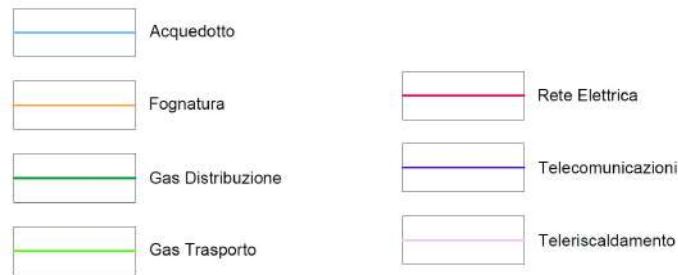 Acquedotto
Fognatura
Gas Distribuzione
Gas Trasporto
Rete Elettrica
Telecomunicazioni
Teleriscaldamento